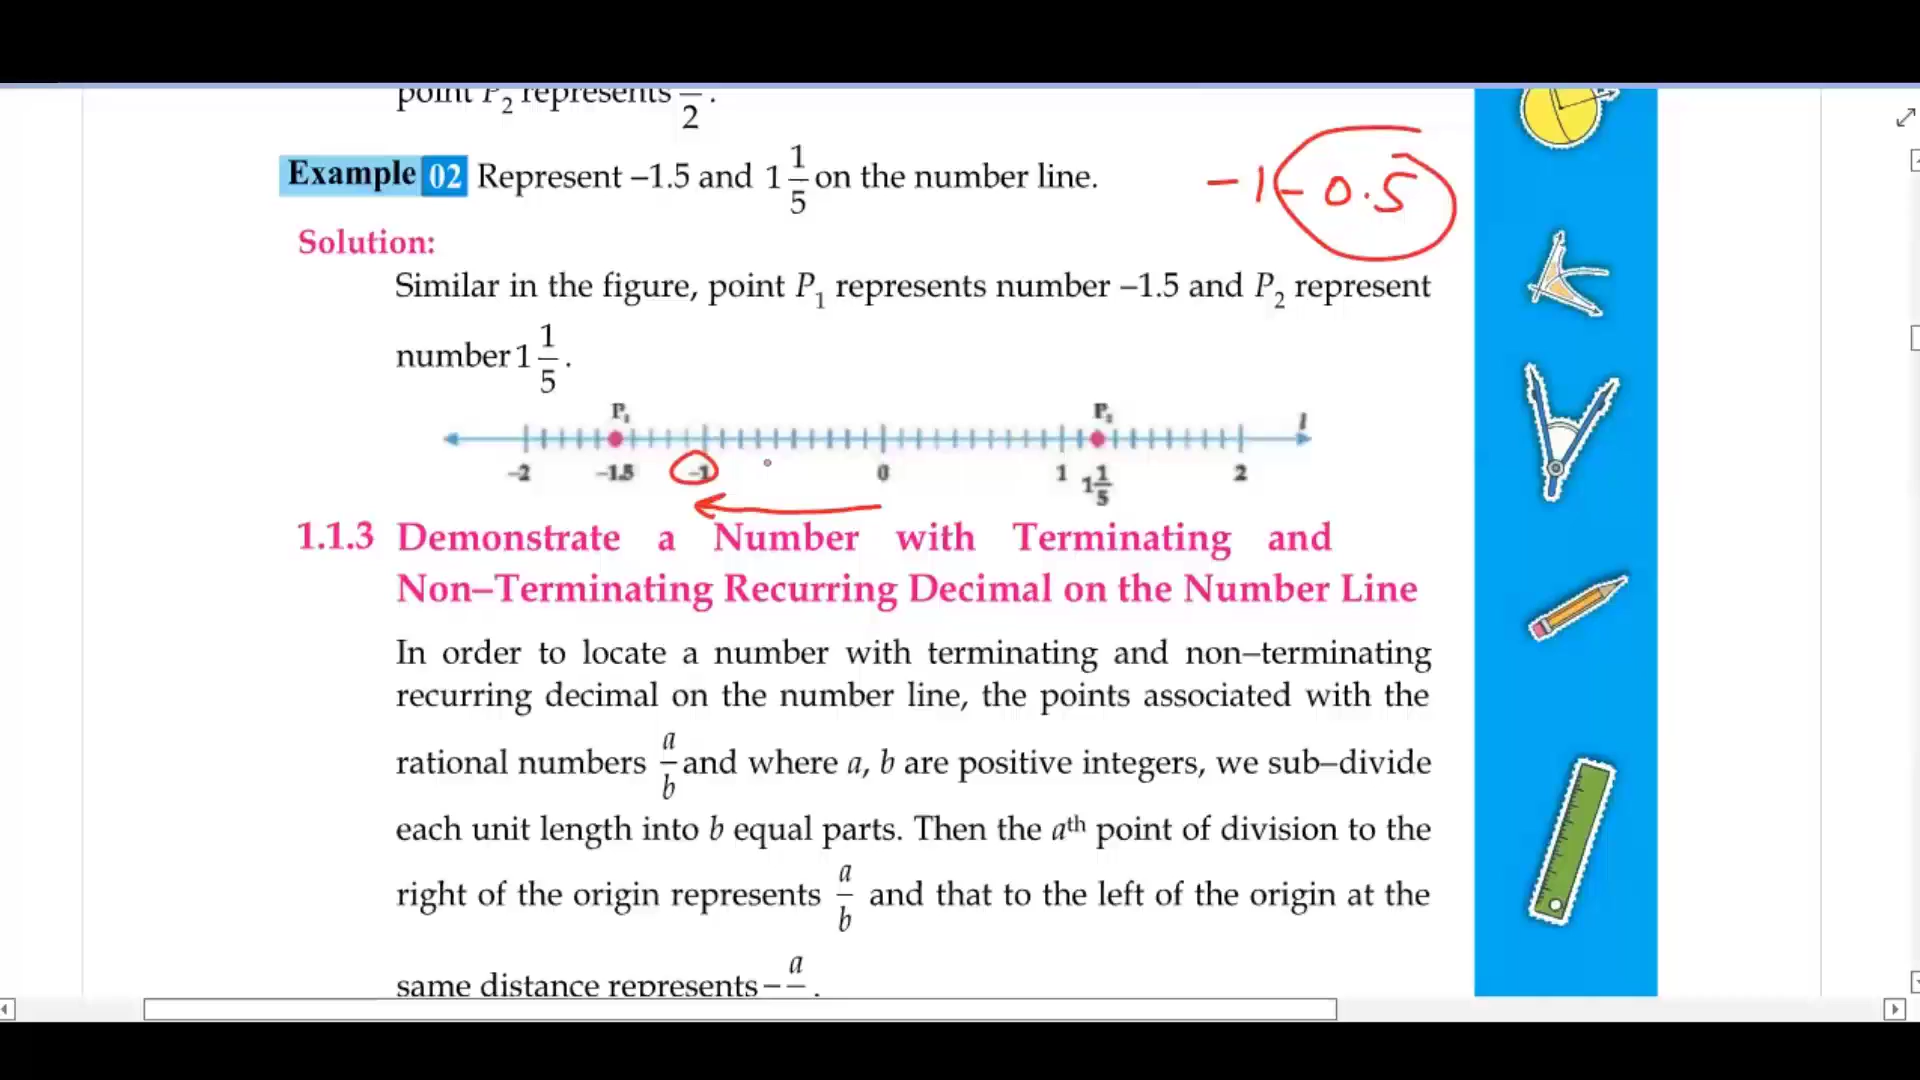 point P₂ represents —/2 .
Example 02 Represent –1.5 and 1 1/5 on the number line.
– 1 – 0.5
Solution:
Similar in the figure, point P₁ represents number –1.5 and P₂ represent
number 1 1/5 .
P₁ P₂ l
–2 –1.5 –1 0 1 1 1/5 2
1.1.3 Demonstrate a Number with Terminating and
Non–Terminating Recurring Decimal on the Number Line
In order to locate a number with terminating and non–terminating
recurring decimal on the number line, the points associated with the
rational numbers a/b and where a, b are positive integers, we sub–divide
each unit length into b equal parts. Then the aᵗʰ point of division to the
right of the origin represents a/b and that to the left of the origin at the
same distance represents – a/ .